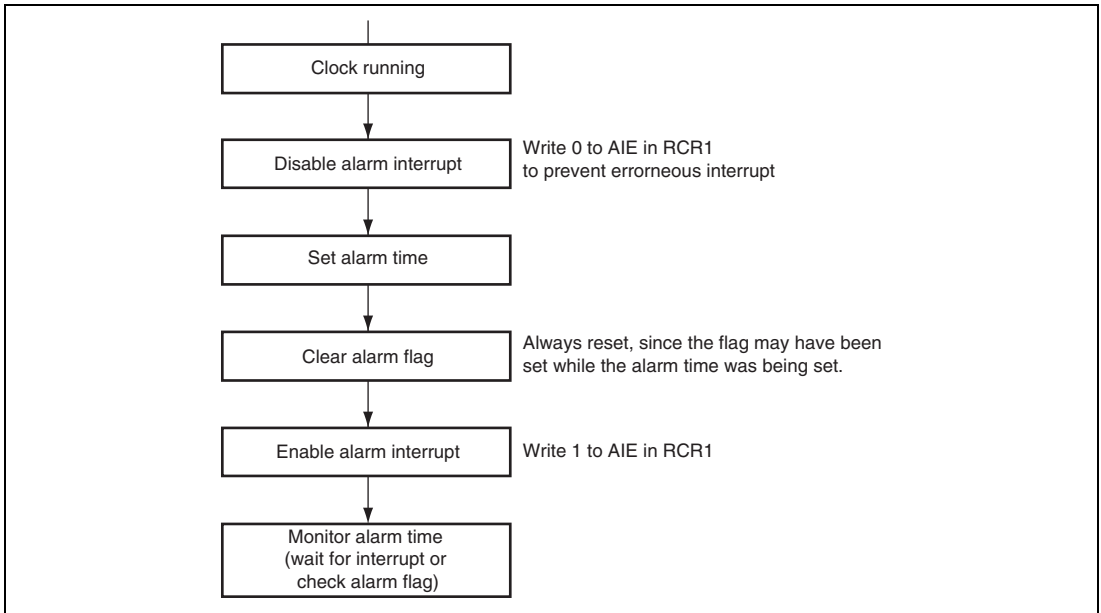 Clock running
Disable alarm interrupt
Write 0 to AIE in RCR1
to prevent errorneous interrupt
Set alarm time
Clear alarm flag
Always reset, since the flag may have been
set while the alarm time was being set.
Enable alarm interrupt
Write 1 to AIE in RCR1
Monitor alarm time
(wait for interrupt or
check alarm flag)